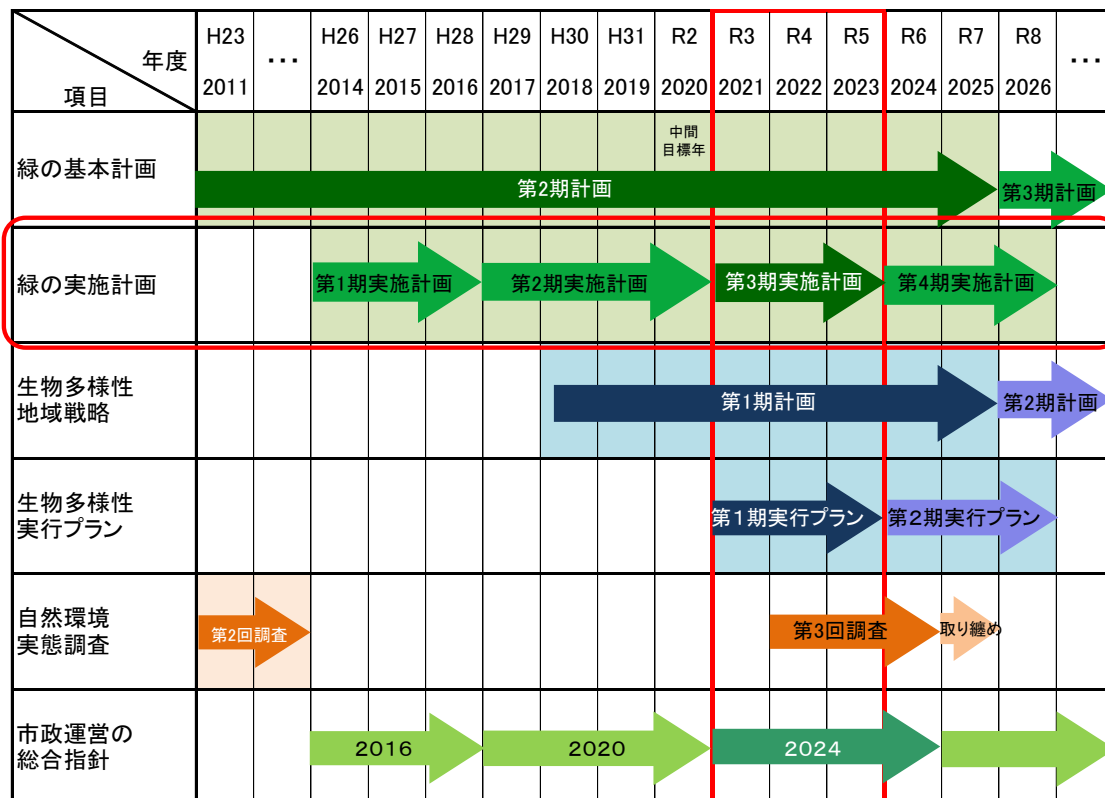 年度
項目
H23 ・・・ H26 H27 H28 H29 H30 H31 R2 R3 R4 R5 R6 R7 R8 ・・・
2011 2014 2015 2016 2017 2018 2019 2020 2021 2022 2023 2024 2025 2026
緑の基本計画
中間
目標年
第2期計画
第3期計画
緑の実施計画
第1期実施計画
第2期実施計画
第3期実施計画
第4期実施計画
生物多様性
地域戦略
第1期計画
第2期計画
生物多様性
実行プラン
第1期実行プラン
第2期実行プラン
自然環境
実態調査
第2回調査
第3回調査
取り纏め
市政運営の
総合指針
2016
2020
2024